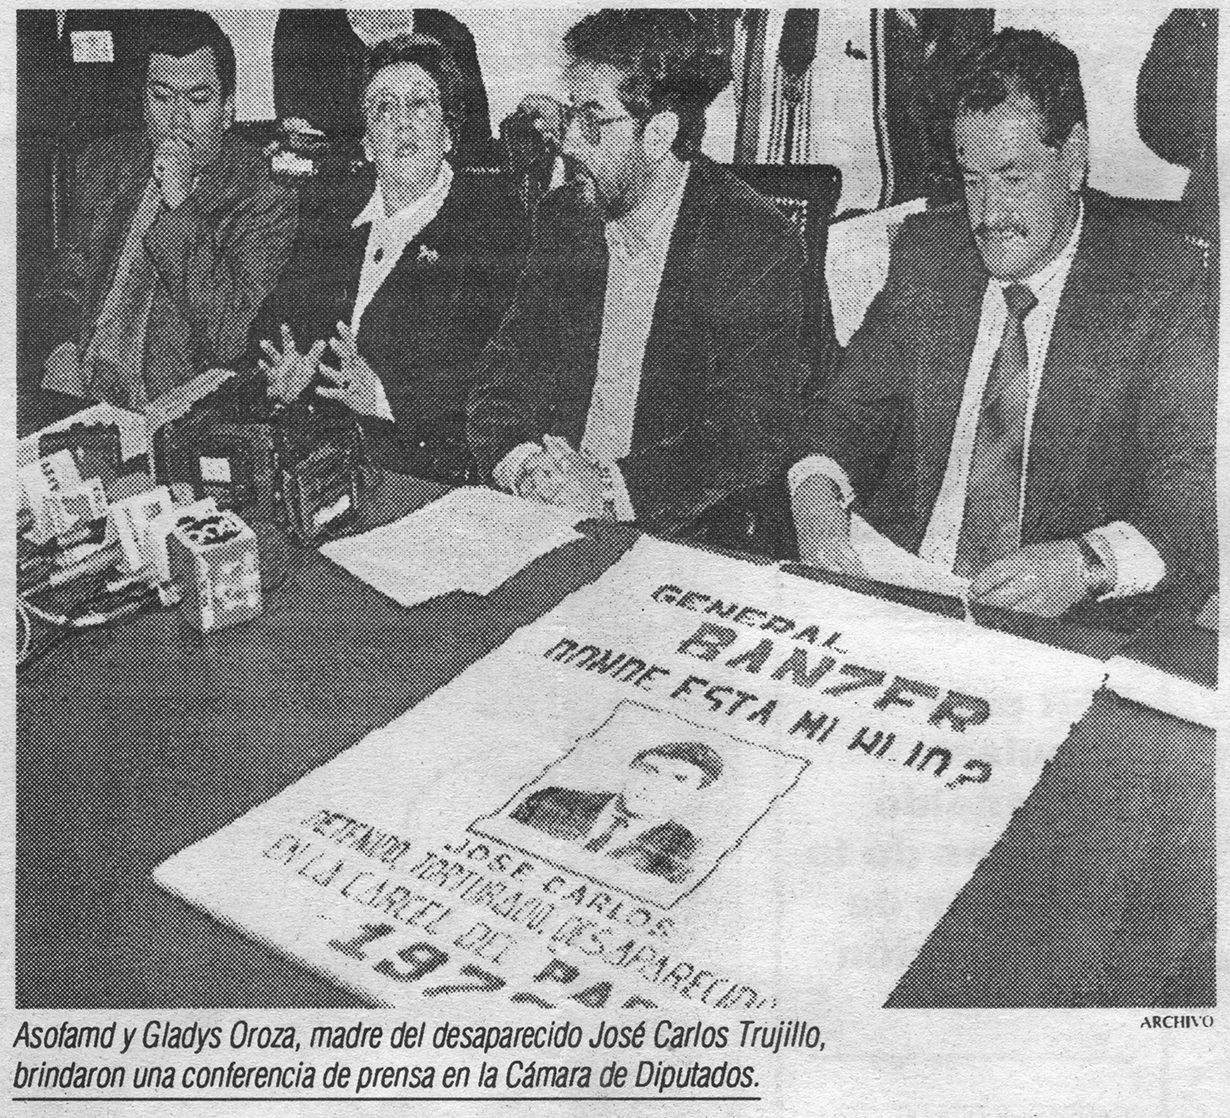 GENERAL
BANZER
DONDE ESTA MI HIJO?
JOSE CARLOS
DETENIDO, TORTURADO, DESAPARECIDO
EN LA CARCEL DEL
1972
ARCHIVO
Asofamd y Gladys Oroza, madre del desaparecido José Carlos Trujillo,
brindaron una conferencia de prensa en la Cámara de Diputados.